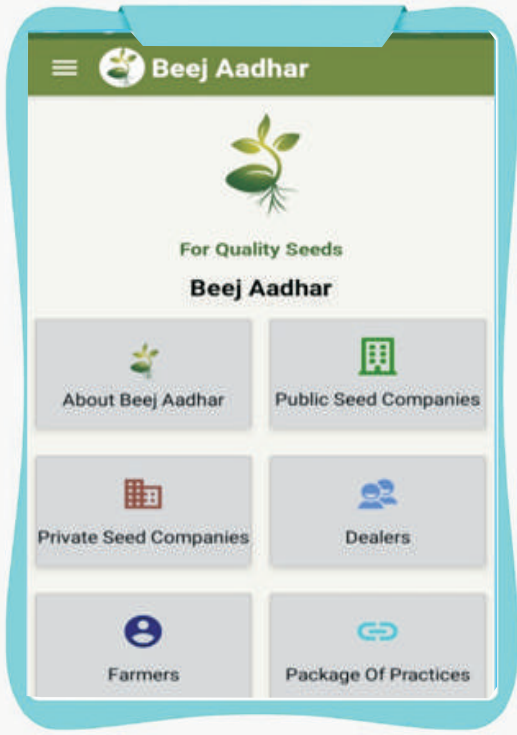 Beej Aadhar
For Quality Seeds
Beej Aadhar
About Beej Aadhar
Public Seed Companies
Private Seed Companies
Dealers
Farmers
Package Of Practices